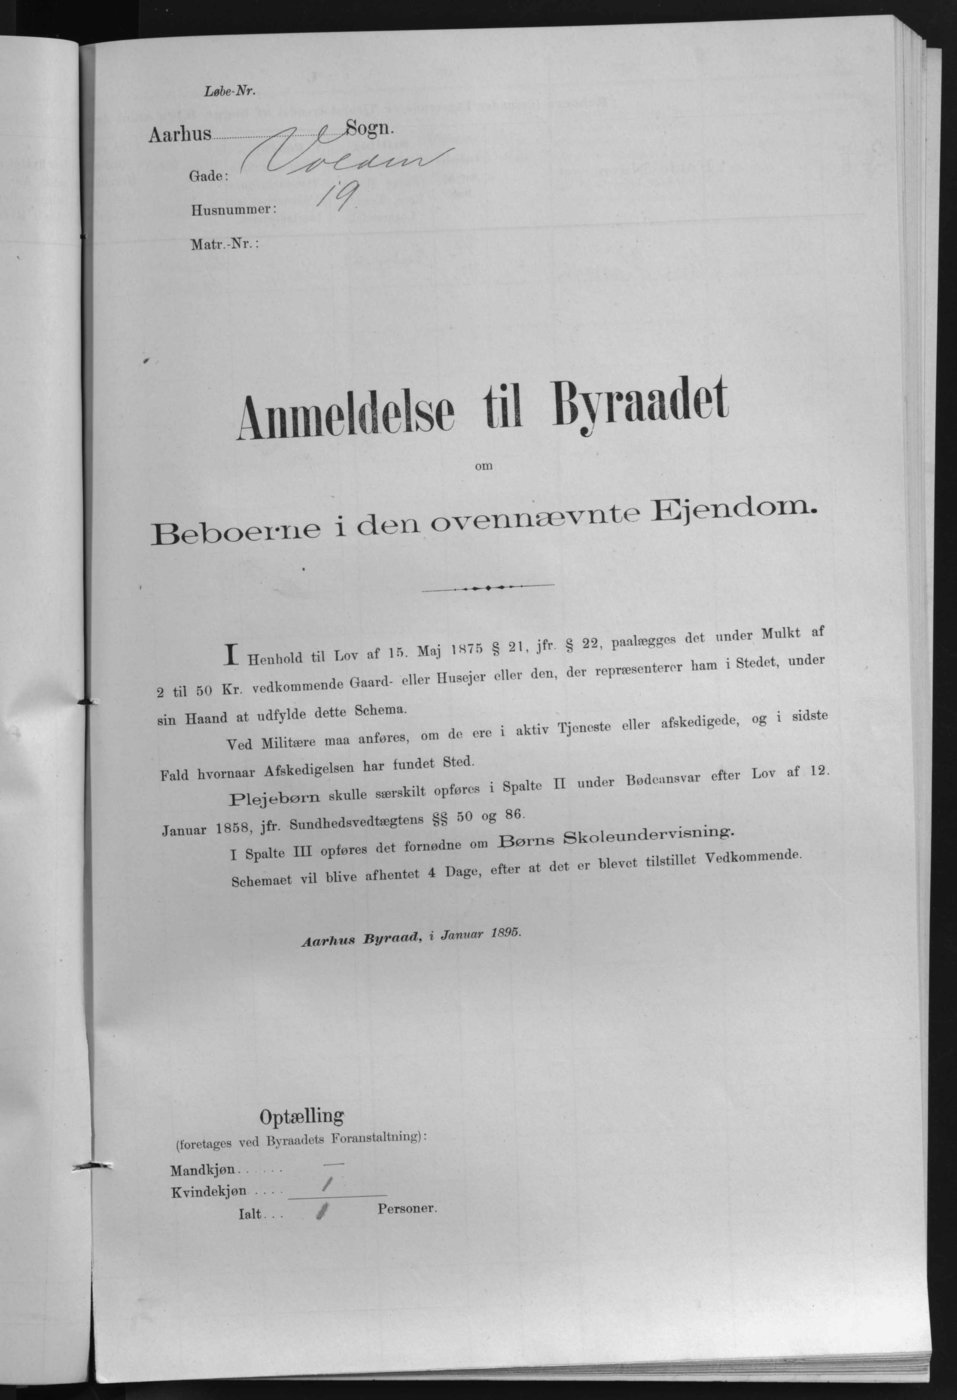 Løbe-Nr.
Aarhus Sogn.
Gade: Volden
Husnummer: 19
Matr.-Nr.:
Anmeldelse til Byraadet
om
Beboerne i den ovennævnte Ejendom.
I Henhold til Lov af 15. Maj 1875 § 21, jfr. § 22, paalægges det under Mulkt af
2 til 50 Kr. vedkommende Gaard- eller Husejer eller den, der repræsenterer ham i Stedet, under
sin Haand at udfylde dette Schema.
Ved Militære maa anføres, om de ere i aktiv Tjeneste eller afskedigede, og i sidste
Fald hvornaar Afskedigelsen har fundet Sted.
Plejebørn skulle særskilt opføres i Spalte II under Bødeansvar efter Lov af 12.
Januar 1858, jfr. Sundhedsvedtægtens §§ 50 og 86.
I Spalte III opføres det fornødne om Børns Skoleundervisning.
Schemaet vil blive afhentet 4 Dage, efter at det er blevet tilstillet Vedkommende.
Aarhus Byraad, i Januar 1895.
Optælling
(foretages ved Byraadets Foranstaltning):
Mandkjøn . . . . . . —
Kvindekjøn . . . . 1
Ialt . . . 1 Personer.